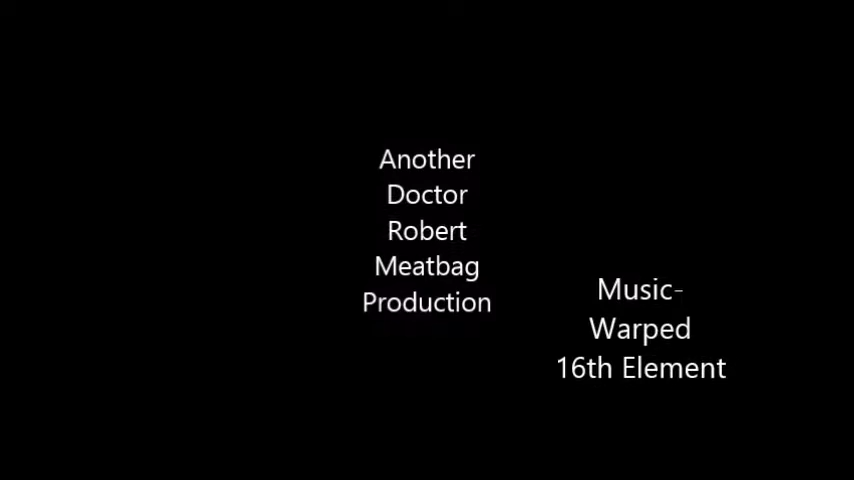 Another
Doctor
Robert
Meatbag
Production
Music-
Warped
16th Element